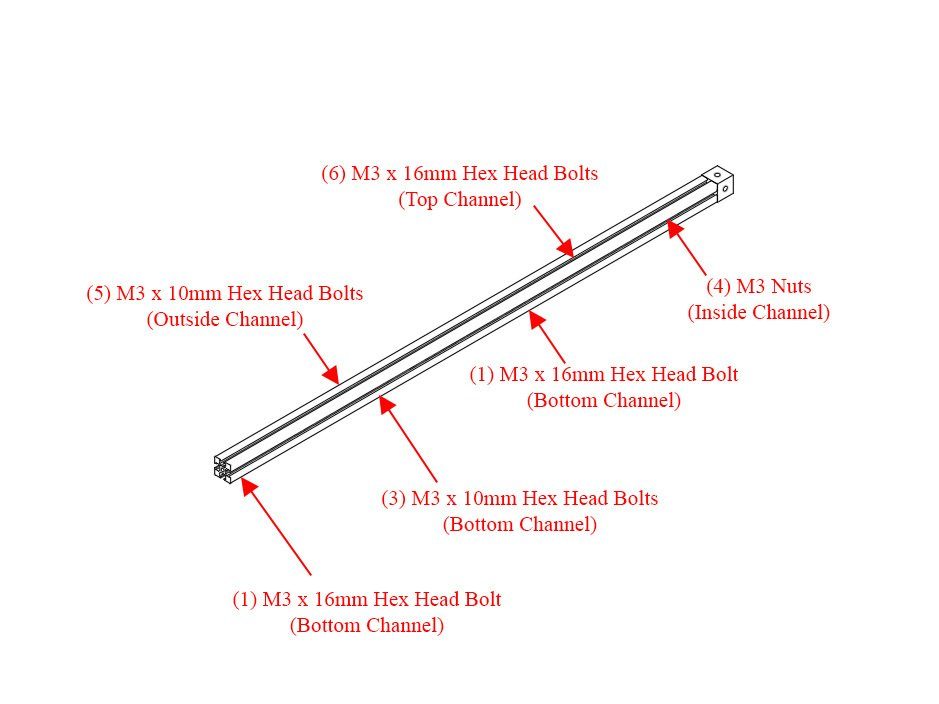 (6) M3 x 16mm Hex Head Bolts
(Top Channel)
(5) M3 x 10mm Hex Head Bolts
(Outside Channel)
(4) M3 Nuts
(Inside Channel)
(1) M3 x 16mm Hex Head Bolt
(Bottom Channel)
(3) M3 x 10mm Hex Head Bolts
(Bottom Channel)
(1) M3 x 16mm Hex Head Bolt
(Bottom Channel)